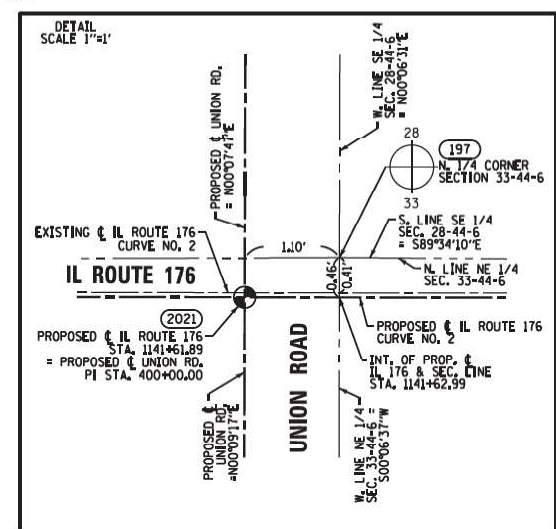 DETAIL
SCALE 1"=1'
PROPOSED ℄ UNION RD.
= N00°07'47"E
W. LINE SE 1/4
SEC. 28-44-6
= N00°06'31"E
28
197
N. 1/4 CORNER
SECTION 33-44-6
33
S. LINE SE 1/4
SEC. 28-44-6
= S89°34'10"E
EXISTING ℄ IL ROUTE 176
CURVE NO. 2
1.10'
N. LINE NE 1/4
SEC. 33-44-6
IL ROUTE 176
0.46'
0.41'
2021
PROPOSED ℄ IL ROUTE 176
STA. 1141+61.89
= PROPOSED ℄ UNION RD.
PI STA. 400+00.00
PROPOSED ℄ IL ROUTE 176
CURVE NO. 2
INT. OF PROP. ℄
IL 176 & SEC. LINE
STA. 1141+62.99
PROPOSED ℄
UNION RD.
=N00°09'17"E
UNION ROAD
W. LINE NE 1/4
SEC. 33-44-6 =
S00°06'37"W